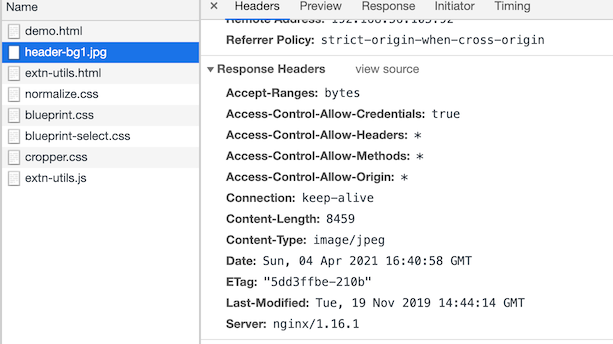 Name
demo.html
header-bg1.jpg
extn-utils.html
normalize.css
blueprint.css
blueprint-select.css
cropper.css
extn-utils.js
× Headers Preview Response Initiator Timing
Remote Address: 192.168.56.103:92
Referrer Policy: strict-origin-when-cross-origin
▼ Response Headers view source
Accept-Ranges: bytes
Access-Control-Allow-Credentials: true
Access-Control-Allow-Headers: *
Access-Control-Allow-Methods: *
Access-Control-Allow-Origin: *
Connection: keep-alive
Content-Length: 8459
Content-Type: image/jpeg
Date: Sun, 04 Apr 2021 16:40:58 GMT
ETag: "5dd3ffbe-210b"
Last-Modified: Tue, 19 Nov 2019 14:44:14 GMT
Server: nginx/1.16.1